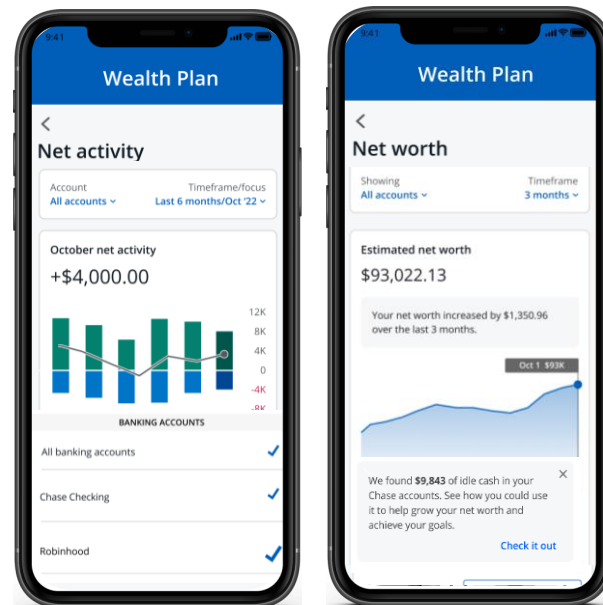 9:41
Wealth Plan
Net activity
Account
Timeframe/focus
All accounts
Last 6 months/Oct '22
October net activity
+$4,000.00
12K
8K
4K
0
-4K
-8K
BANKING ACCOUNTS
All banking accounts
Chase Checking
Robinhood
9:41
Wealth Plan
Net worth
Showing
Timeframe
All accounts
3 months
Estimated net worth
$93,022.13
Your net worth increased by $1,350.96
over the last 3 months.
Oct 1 $93K
We found $9,843 of idle cash in your
Chase accounts. See how you could use
it to help grow your net worth and
achieve your goals.
Check it out